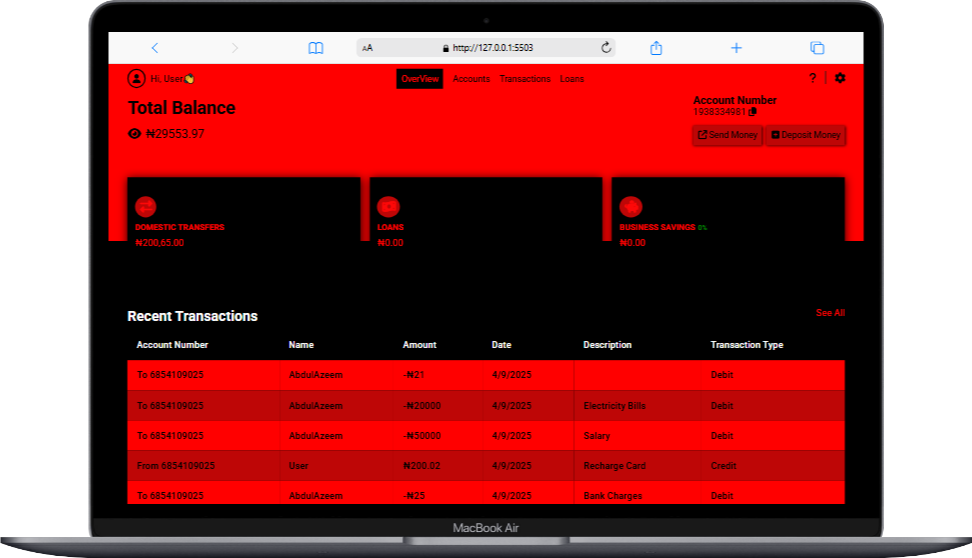 AA http://127.0.0.1:5503
Hi, User👋 OverView Accounts Transactions Loans ?
Total Balance
₦29553.97
Account Number
1938334981
Send Money Deposit Money
DOMESTIC TRANSFERS
₦200,65.00
LOANS
₦0.00
BUSINESS SAVINGS 0%
₦0.00
Recent Transactions See All
Account Number Name Amount Date Description Transaction Type
To 6854109025 AbdulAzeem -₦21 4/9/2025 Debit
To 6854109025 AbdulAzeem -₦20000 4/9/2025 Electricity Bills Debit
To 6854109025 AbdulAzeem -₦50000 4/9/2025 Salary Debit
From 6854109025 User ₦200.02 4/9/2025 Recharge Card Credit
To 6854109025 AbdulAzeem -₦25 4/9/2025 Bank Charges Debit
MacBook Air